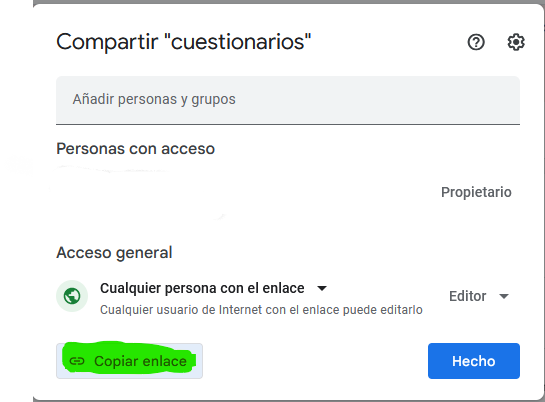 Compartir "cuestionarios"
Añadir personas y grupos
Personas con acceso
Propietario
Acceso general
Cualquier persona con el enlace
Cualquier usuario de Internet con el enlace puede editarlo
Editor
Copiar enlace
Hecho